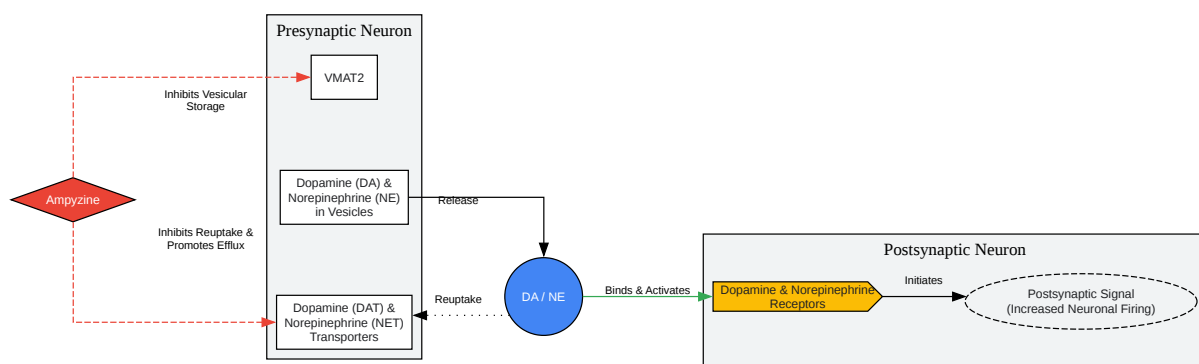 Presynaptic Neuron
VMAT2
Inhibits Vesicular
Storage
Dopamine (DA) &
Norepinephrine (NE)
in Vesicles
Release
Ampyzine
Inhibits Reuptake &
Promotes Efflux
Postsynaptic Neuron
DA / NE
Binds & Activates
Dopamine & Norepinephrine
Receptors
Initiates
Postsynaptic Signal
(Increased Neuronal Firing)
Reuptake
Dopamine (DAT) &
Norepinephrine (NET)
Transporters